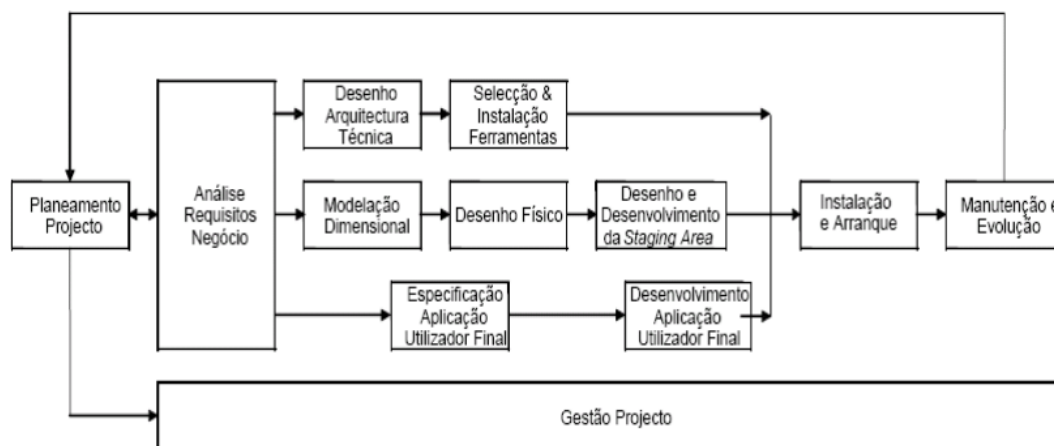 Desenho
Arquitectura
Técnica
Selecção &
Instalação
Ferramentas
Planeamento
Projecto
Análise
Requisitos
Negócio
Modelação
Dimensional
Desenho Físico
Desenho e
Desenvolvimento
da Staging Area
Instalação
e Arranque
Manutenção e
Evolução
Especificação
Aplicação
Utilizador Final
Desenvolvimento
Aplicação
Utilizador Final
Gestão Projecto